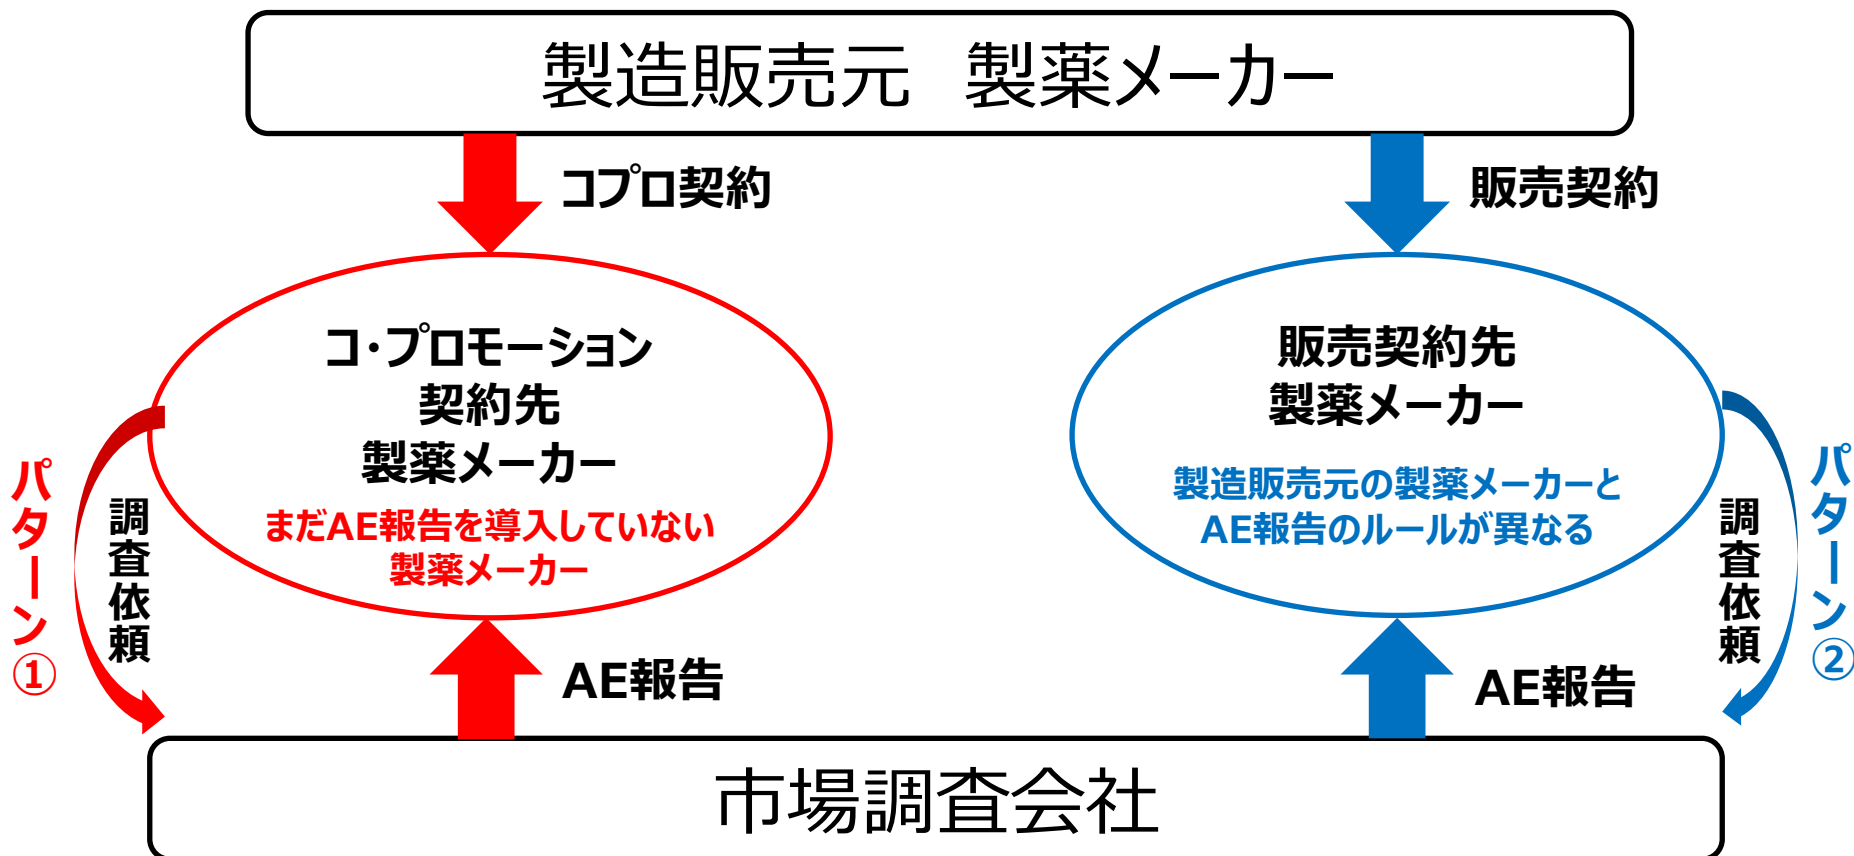 製造販売元　製薬メーカー
コプロ契約
販売契約
コ・プロモーション
契約先
製薬メーカー
まだAE報告を導入していない
製薬メーカー
販売契約先
製薬メーカー
製造販売元の製薬メーカーと
AE報告のルールが異なる
パターン①
調査依頼
調査依頼
パターン②
AE報告
AE報告
市場調査会社